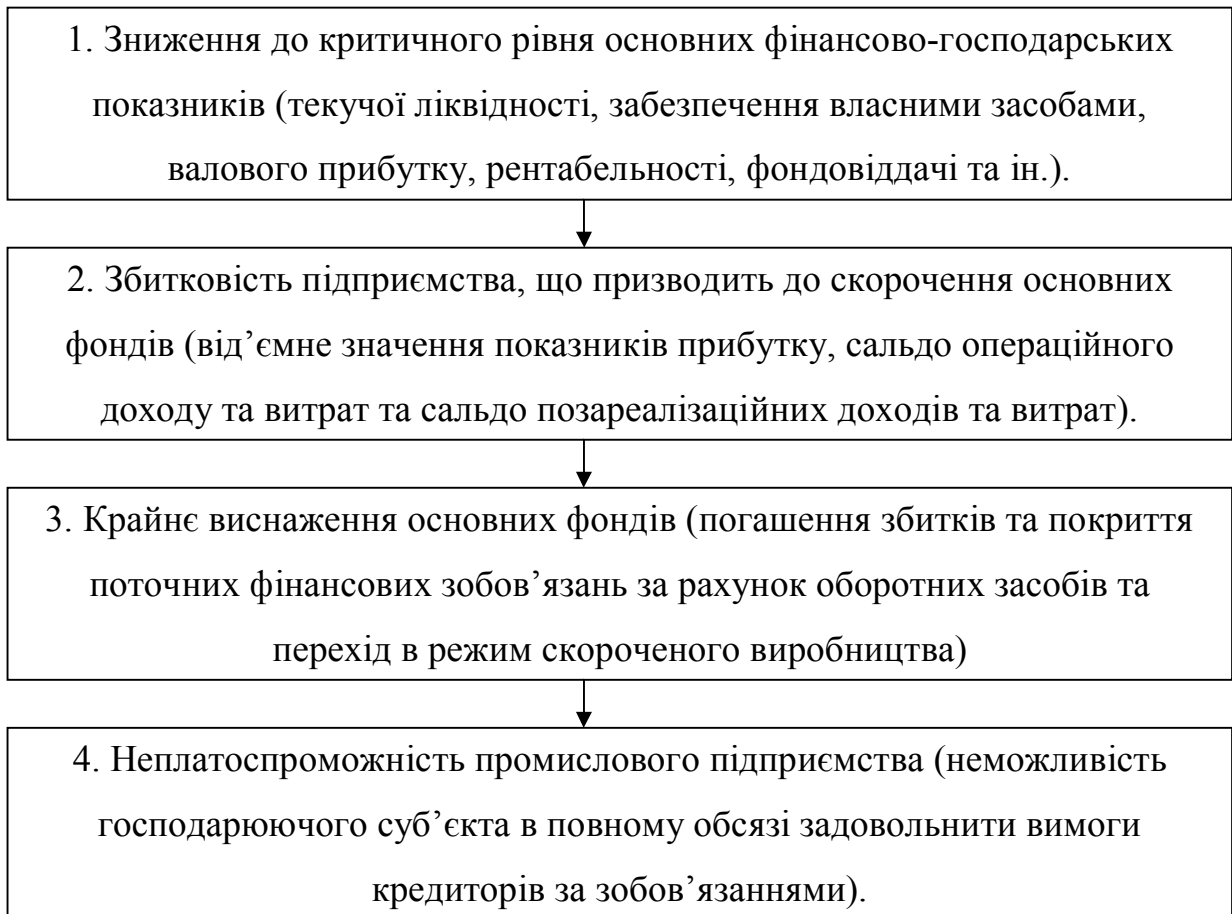 1. Зниження до критичного рівня основних фінансово-господарських
показників (текучої ліквідності, забезпечення власними засобами,
валового прибутку, рентабельності, фондовіддачі та ін.).
2. Збитковість підприємства, що призводить до скорочення основних
фондів (від’ємне значення показників прибутку, сальдо операційного
доходу та витрат та сальдо позареалізаційних доходів та витрат).
3. Крайнє виснаження основних фондів (погашення збитків та покриття
поточних фінансових зобов’язань за рахунок оборотних засобів та
перехід в режим скороченого виробництва)
4. Неплатоспроможність промислового підприємства (неможливість
господарюючого суб’єкта в повному обсязі задовольнити вимоги
кредиторів за зобов’язаннями).